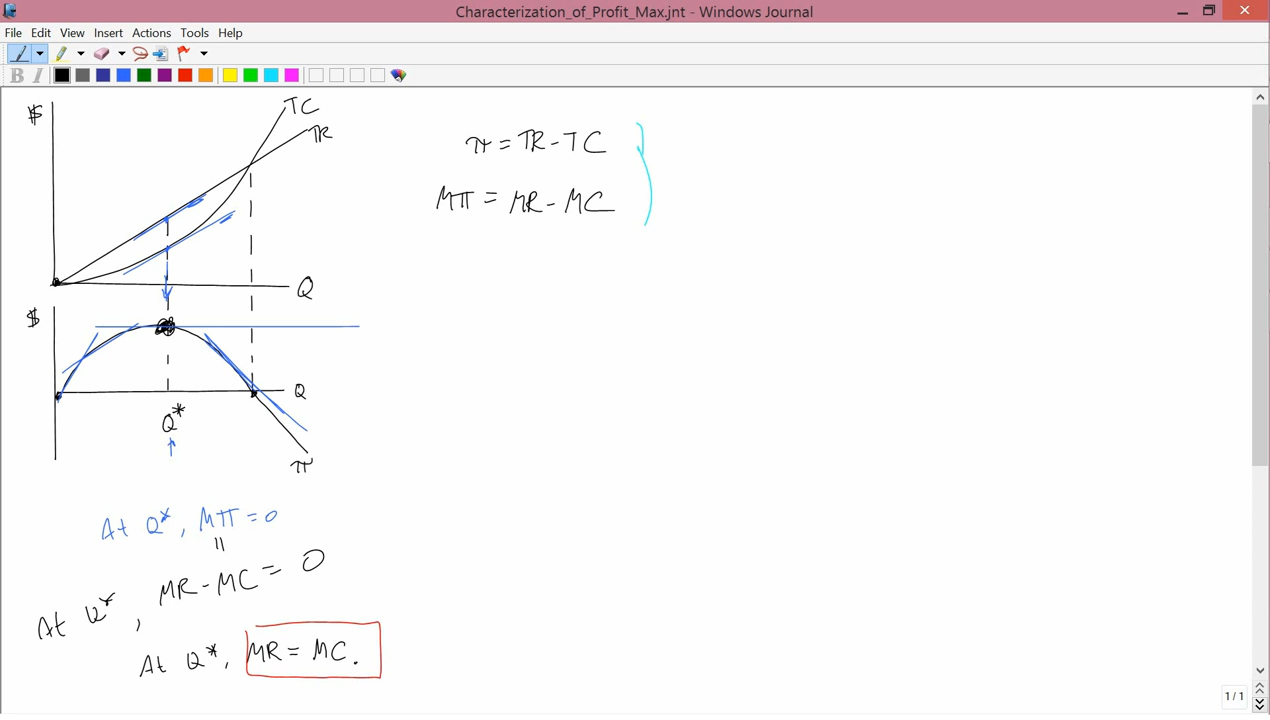 Characterization_of_Profit_Max.jnt - Windows Journal
File Edit View Insert Actions Tools Help
B I
$
TC
TR
Q
π = TR - TC
Mπ = MR - MC
$
Q
Q*
π
At Q*, Mπ = 0
=
MR - MC = 0
At Q*,
At Q*, MR = MC.
1 / 1